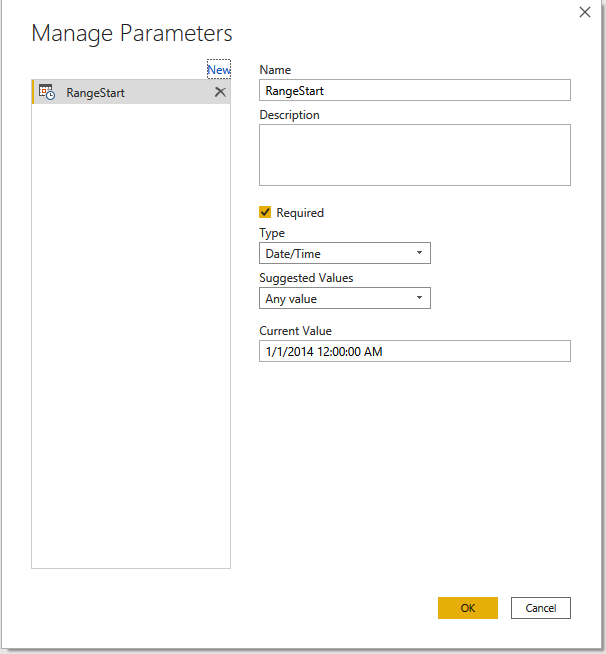 Manage Parameters
New
RangeStart
Name
RangeStart
Description
Required
Type
Date/Time
Suggested Values
Any value
Current Value
1/1/2014 12:00:00 AM
OK
Cancel